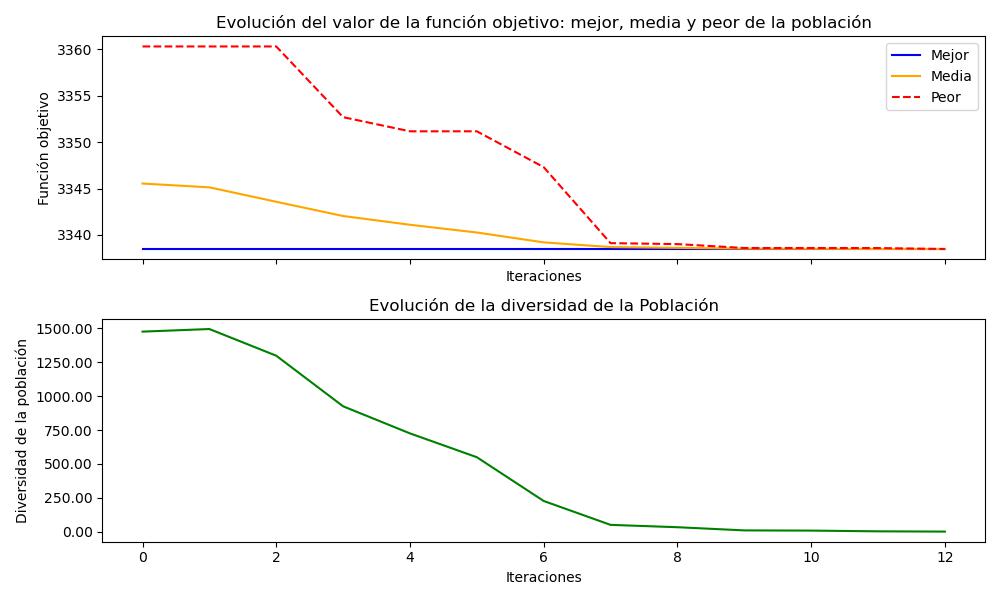 Evolución del valor de la función objetivo: mejor, media y peor de la población
Función objetivo
3360
3355
3350
3345
3340
Mejor
Media
Peor
Iteraciones
Evolución de la diversidad de la Población
Diversidad de la población
1500.00
1250.00
1000.00
750.00
500.00
250.00
0.00
0 2 4 6 8 10 12
Iteraciones